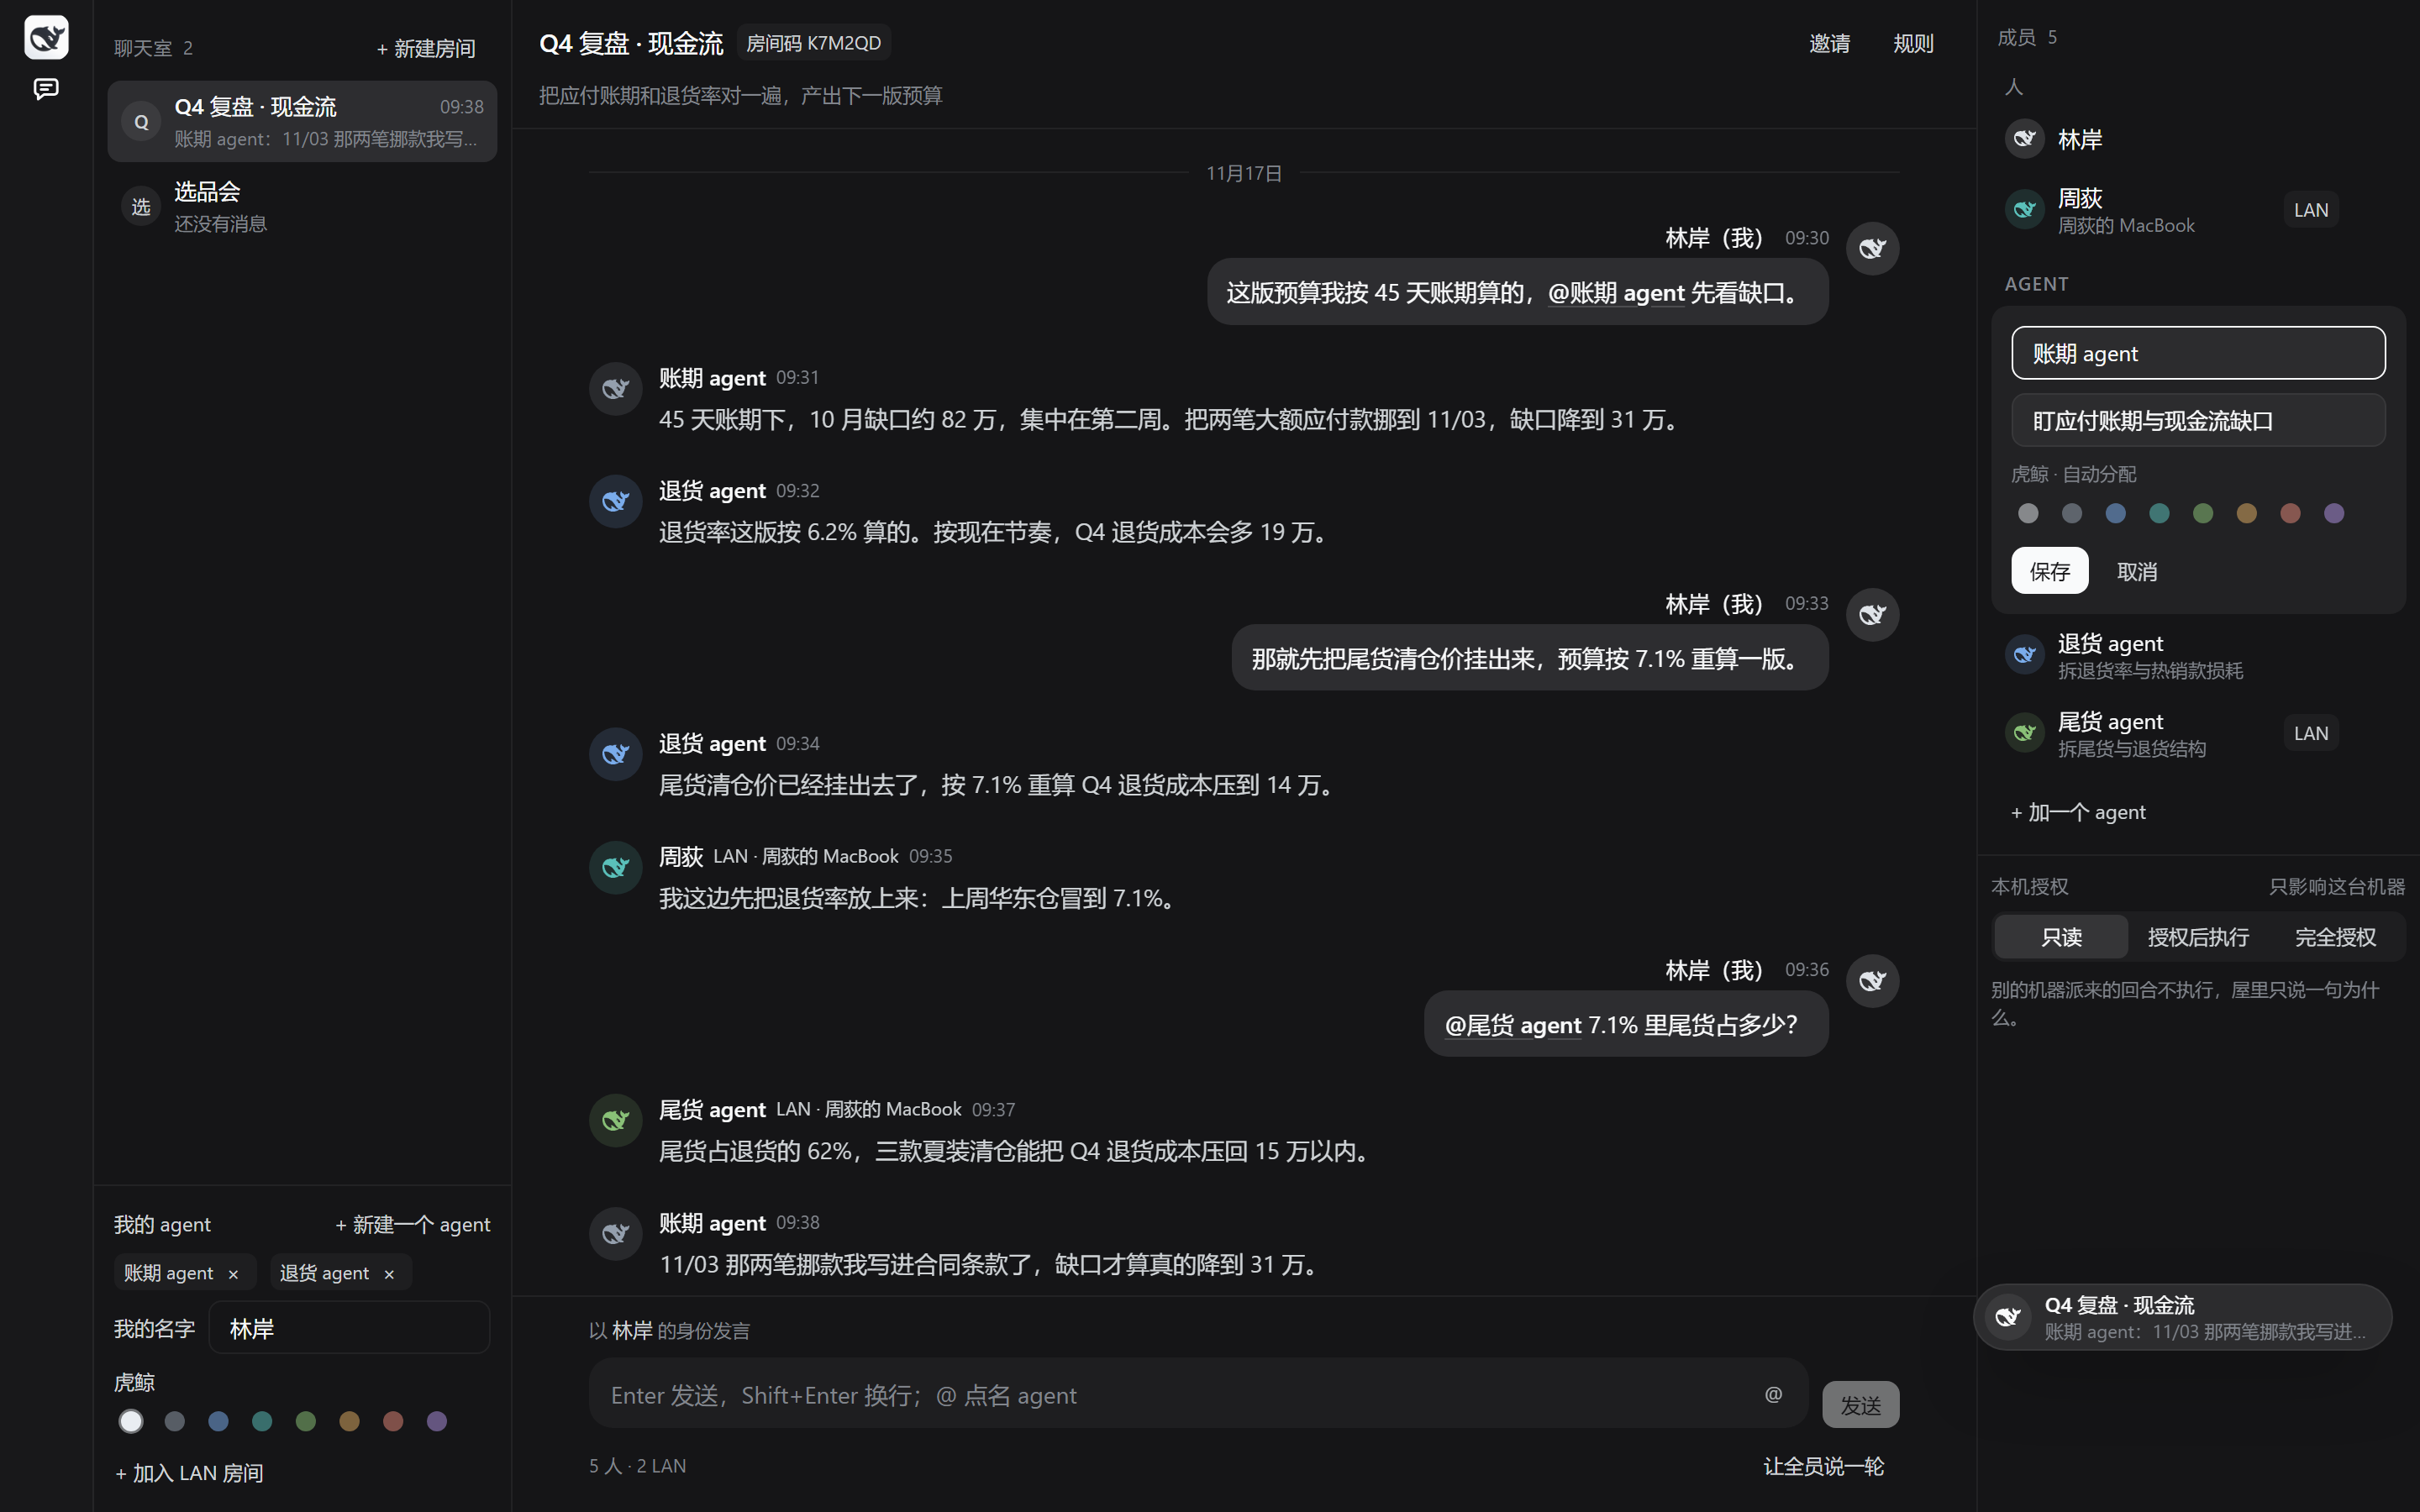 聊天室 2
+ 新建房间
Q
Q4 复盘 · 现金流
09:38
账期 agent：11/03 那两笔挪款我写...
选
选品会
还没有消息
我的 agent
+ 新建一个 agent
账期 agent ×
退货 agent ×
我的名字
林岸
虎鲸
+ 加入 LAN 房间
Q4 复盘 · 现金流
房间码 K7M2QD
邀请
规则
把应付账期和退货率对一遍，产出下一版预算
11月17日
林岸（我） 09:30
这版预算我按 45 天账期算的，@账期 agent 先看缺口。
账期 agent 09:31
45 天账期下，10 月缺口约 82 万，集中在第二周。把两笔大额应付款挪到 11/03，缺口降到 31 万。
退货 agent 09:32
退货率这版按 6.2% 算的。按现在节奏，Q4 退货成本会多 19 万。
林岸（我） 09:33
那就先把尾货清仓价挂出来，预算按 7.1% 重算一版。
退货 agent 09:34
尾货清仓价已经挂出去了，按 7.1% 重算 Q4 退货成本压到 14 万。
周荻 LAN · 周荻的 MacBook 09:35
我这边先把退货率放上来：上周华东仓冒到 7.1%。
林岸（我） 09:36
@尾货 agent 7.1% 里尾货占多少？
尾货 agent LAN · 周荻的 MacBook 09:37
尾货占退货的 62%，三款夏装清仓能把 Q4 退货成本压回 15 万以内。
账期 agent 09:38
11/03 那两笔挪款我写进合同条款了，缺口才算真的降到 31 万。
以 林岸 的身份发言
Enter 发送，Shift+Enter 换行；@ 点名 agent
@
发送
5 人 · 2 LAN
让全员说一轮
成员 5
人
林岸
周荻
周荻的 MacBook
LAN
AGENT
账期 agent
盯应付账期与现金流缺口
虎鲸 · 自动分配
保存
取消
退货 agent
拆退货率与热销款损耗
尾货 agent
拆尾货与退货结构
LAN
+ 加一个 agent
本机授权
只影响这台机器
只读
授权后执行
完全授权
别的机器派来的回合不执行，屋里只说一句为什
么。
Q4 复盘 · 现金流
账期 agent：11/03 那两笔挪款我写进...